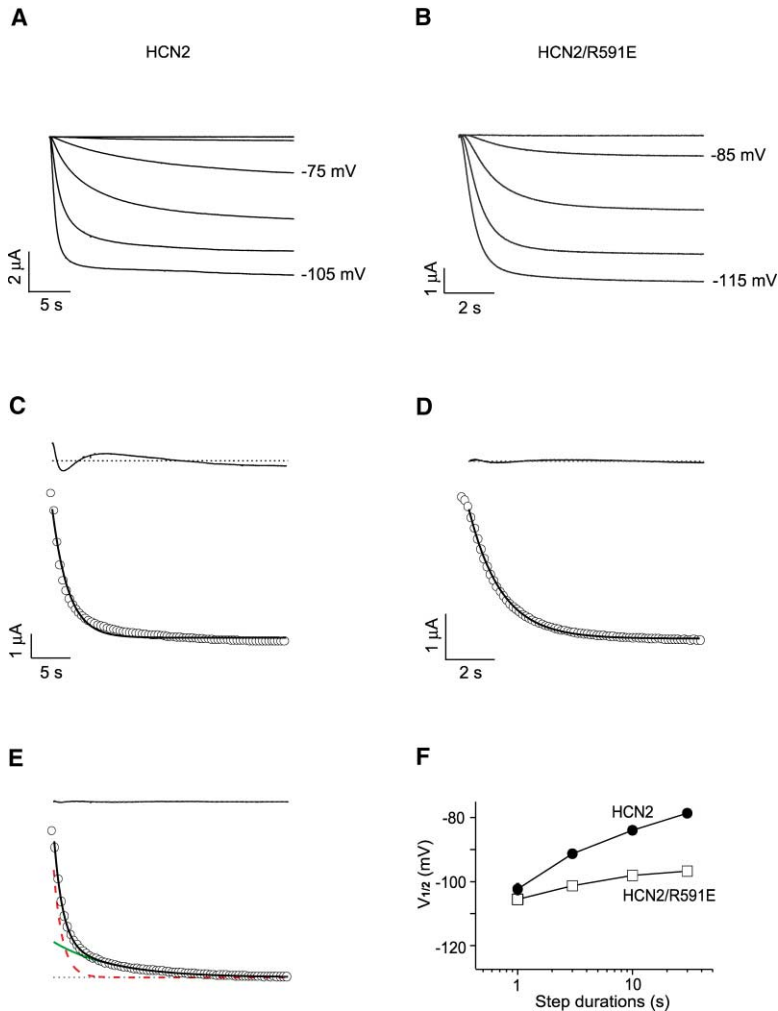 A
HCN2
-75 mV
-105 mV
2 µA
5 s
B
HCN2/R591E
-85 mV
-115 mV
1 µA
2 s
C
1 µA
5 s
D
1 µA
2 s
E
F
-80
-100
-120
V1/2 (mV)
HCN2
HCN2/R591E
1
10
Step durations (s)